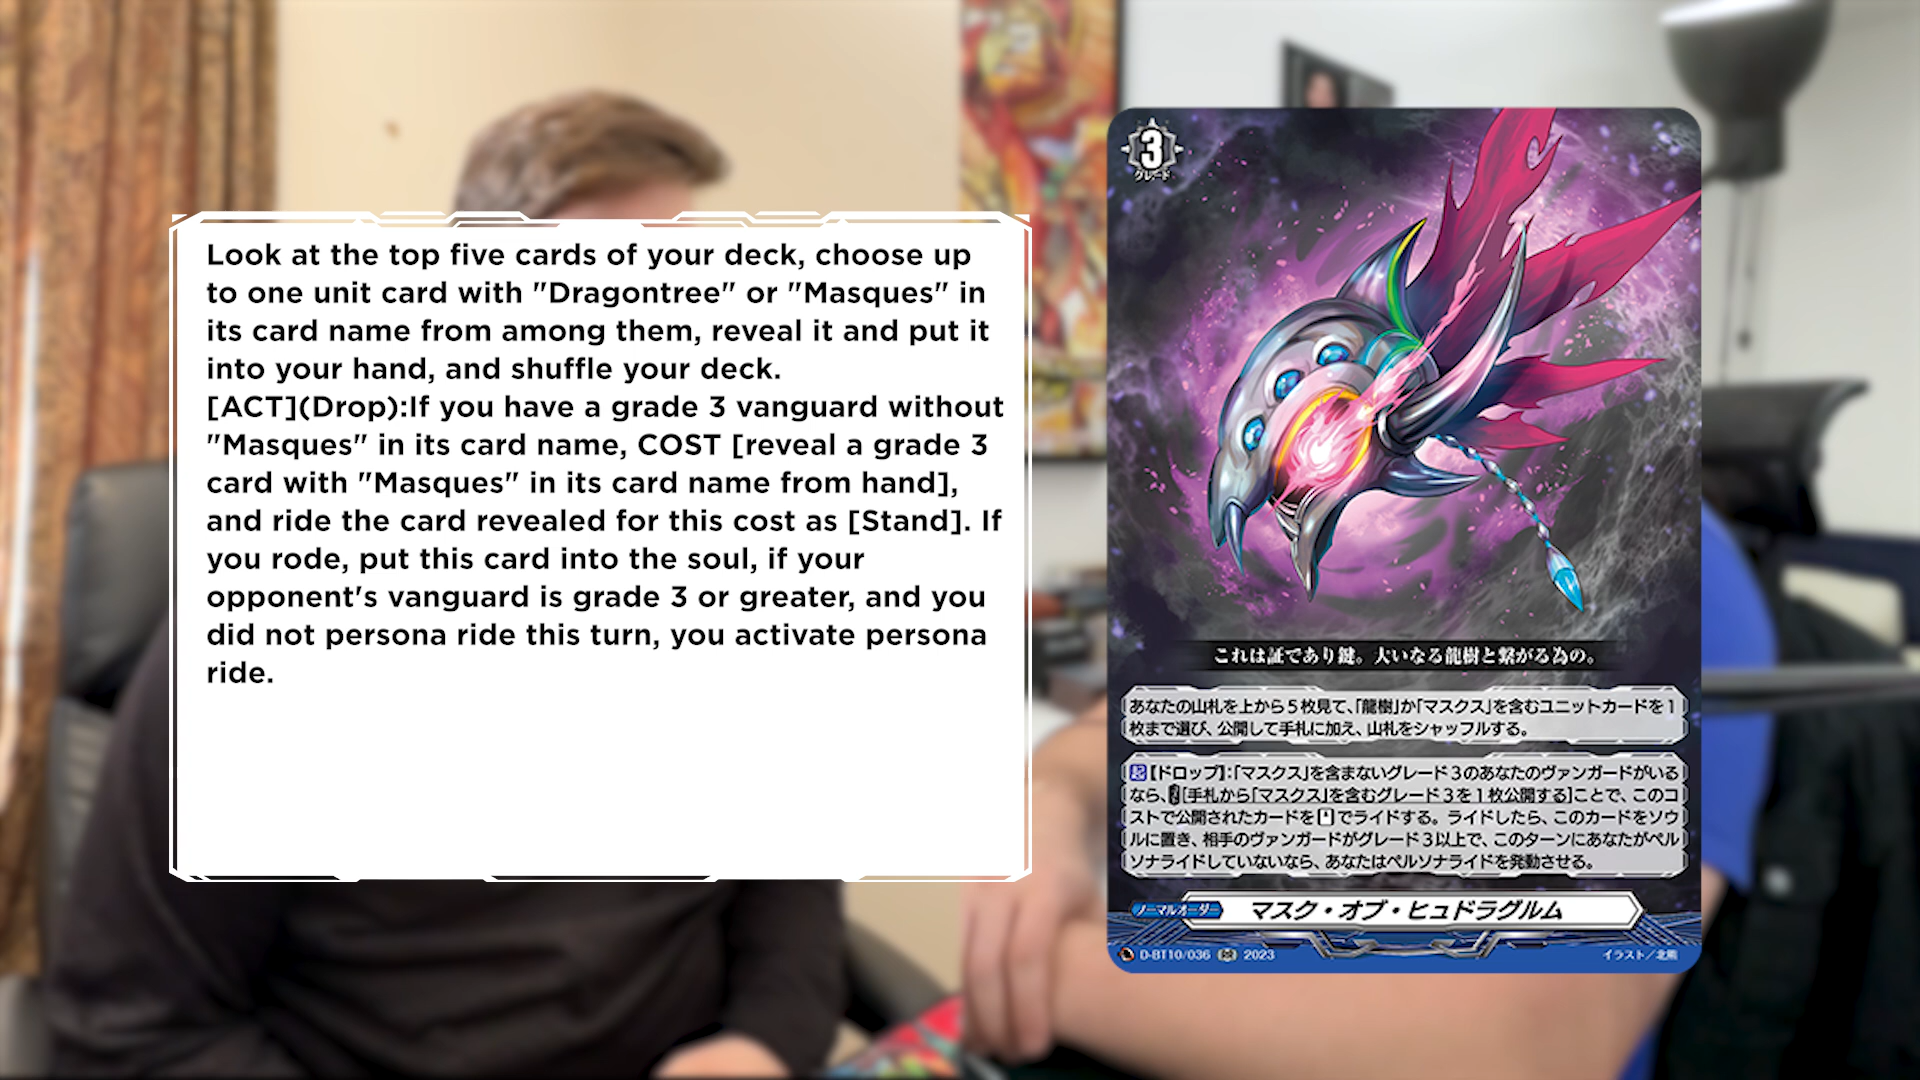 Look at the top five cards of your deck, choose up
to one unit card with "Dragontree" or "Masques" in
its card name from among them, reveal it and put it
into your hand, and shuffle your deck.
[ACT](Drop):If you have a grade 3 vanguard without
"Masques" in its card name, COST [reveal a grade 3
card with "Masques" in its card name from hand],
and ride the card revealed for this cost as [Stand]. If
you rode, put this card into the soul, if your
opponent's vanguard is grade 3 or greater, and you
did not persona ride this turn, you activate persona
ride.
3
グレード
これは証であり鍵。大いなる龍樹と繋がる為の。
あなたの山札を上から5枚見て、「龍樹」か「マスクス」を含むユニットカードを1
枚まで選び、公開して手札に加え、山札をシャッフルする。
起【ドロップ】：「マスクス」を含まないグレード3のあなたのヴァンガードがいる
なら、[手札から「マスクス」を含むグレード3を1枚公開する]ことで、このコ
ストで公開されたカードをでライドする。ライドしたら、このカードをソウ
ルに置き、相手のヴァンガードがグレード3以上で、このターンにあなたがペル
ソナライドしていないなら、あなたはペルソナライドを発動させる。
ノーマルオーダー
マスク・オブ・ヒュドラグルム
D-BT10/036 2023
イラスト／北熊